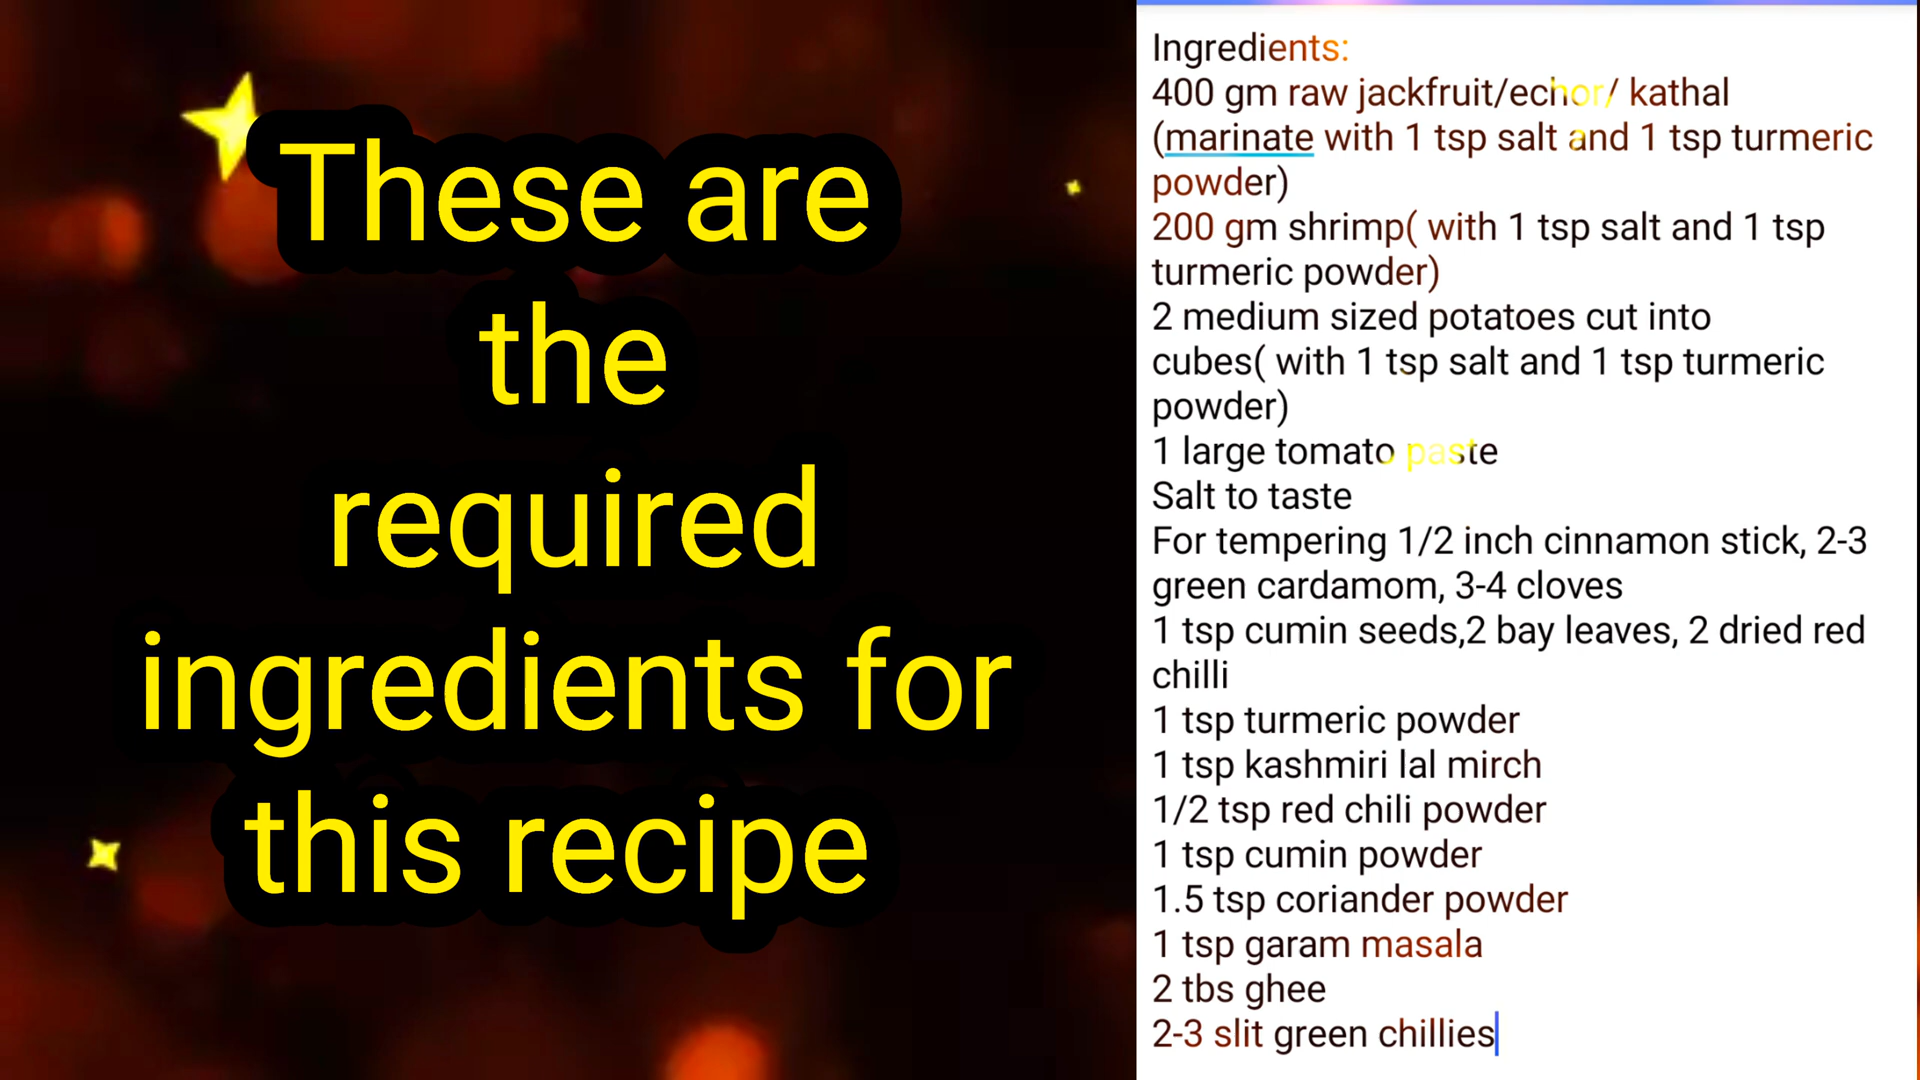 These are
the
required
ingredients for
this recipe
Ingredients:
400 gm raw jackfruit/echor/ kathal
(marinate with 1 tsp salt and 1 tsp turmeric
powder)
200 gm shrimp( with 1 tsp salt and 1 tsp
turmeric powder)
2 medium sized potatoes cut into
cubes( with 1 tsp salt and 1 tsp turmeric
powder)
1 large tomato paste
Salt to taste
For tempering 1/2 inch cinnamon stick, 2-3
green cardamom, 3-4 cloves
1 tsp cumin seeds,2 bay leaves, 2 dried red
chilli
1 tsp turmeric powder
1 tsp kashmiri lal mirch
1/2 tsp red chili powder
1 tsp cumin powder
1.5 tsp coriander powder
1 tsp garam masala
2 tbs ghee
2-3 slit green chillies